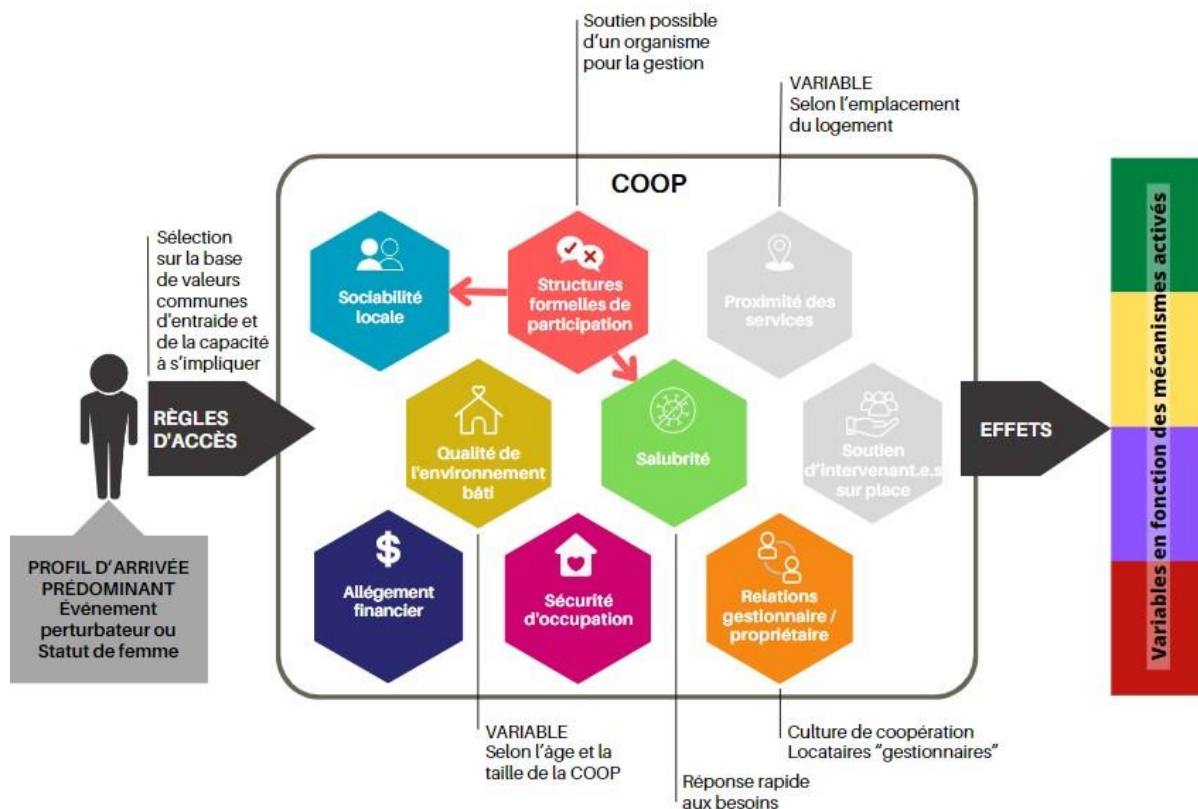 Soutien possible
d'un organisme
pour la gestion
VARIABLE
Selon l'emplacement
du logement
COOP
Sélection
sur la base
de valeurs
communes
d'entraide et
de la capacité
à s'impliquer
RÈGLES
D'ACCÈS
PROFIL D'ARRIVÉE
PRÉDOMINANT
Événement
perturbateur ou
Statut de femme
Sociabilité
locale
Structures
formelles de
participation
Proximité des
services
Qualité de
l'environnement
bâti
Salubrité
Soutien
d'intervenant.e.s
sur place
$
Allégement
financier
Sécurité
d'occupation
Relations
gestionnaire /
propriétaire
EFFETS
Variables en fonction des mécanismes activés
VARIABLE
Selon l'âge et la
taille de la COOP
Réponse rapide
aux besoins
Culture de coopération
Locataires “gestionnaires”